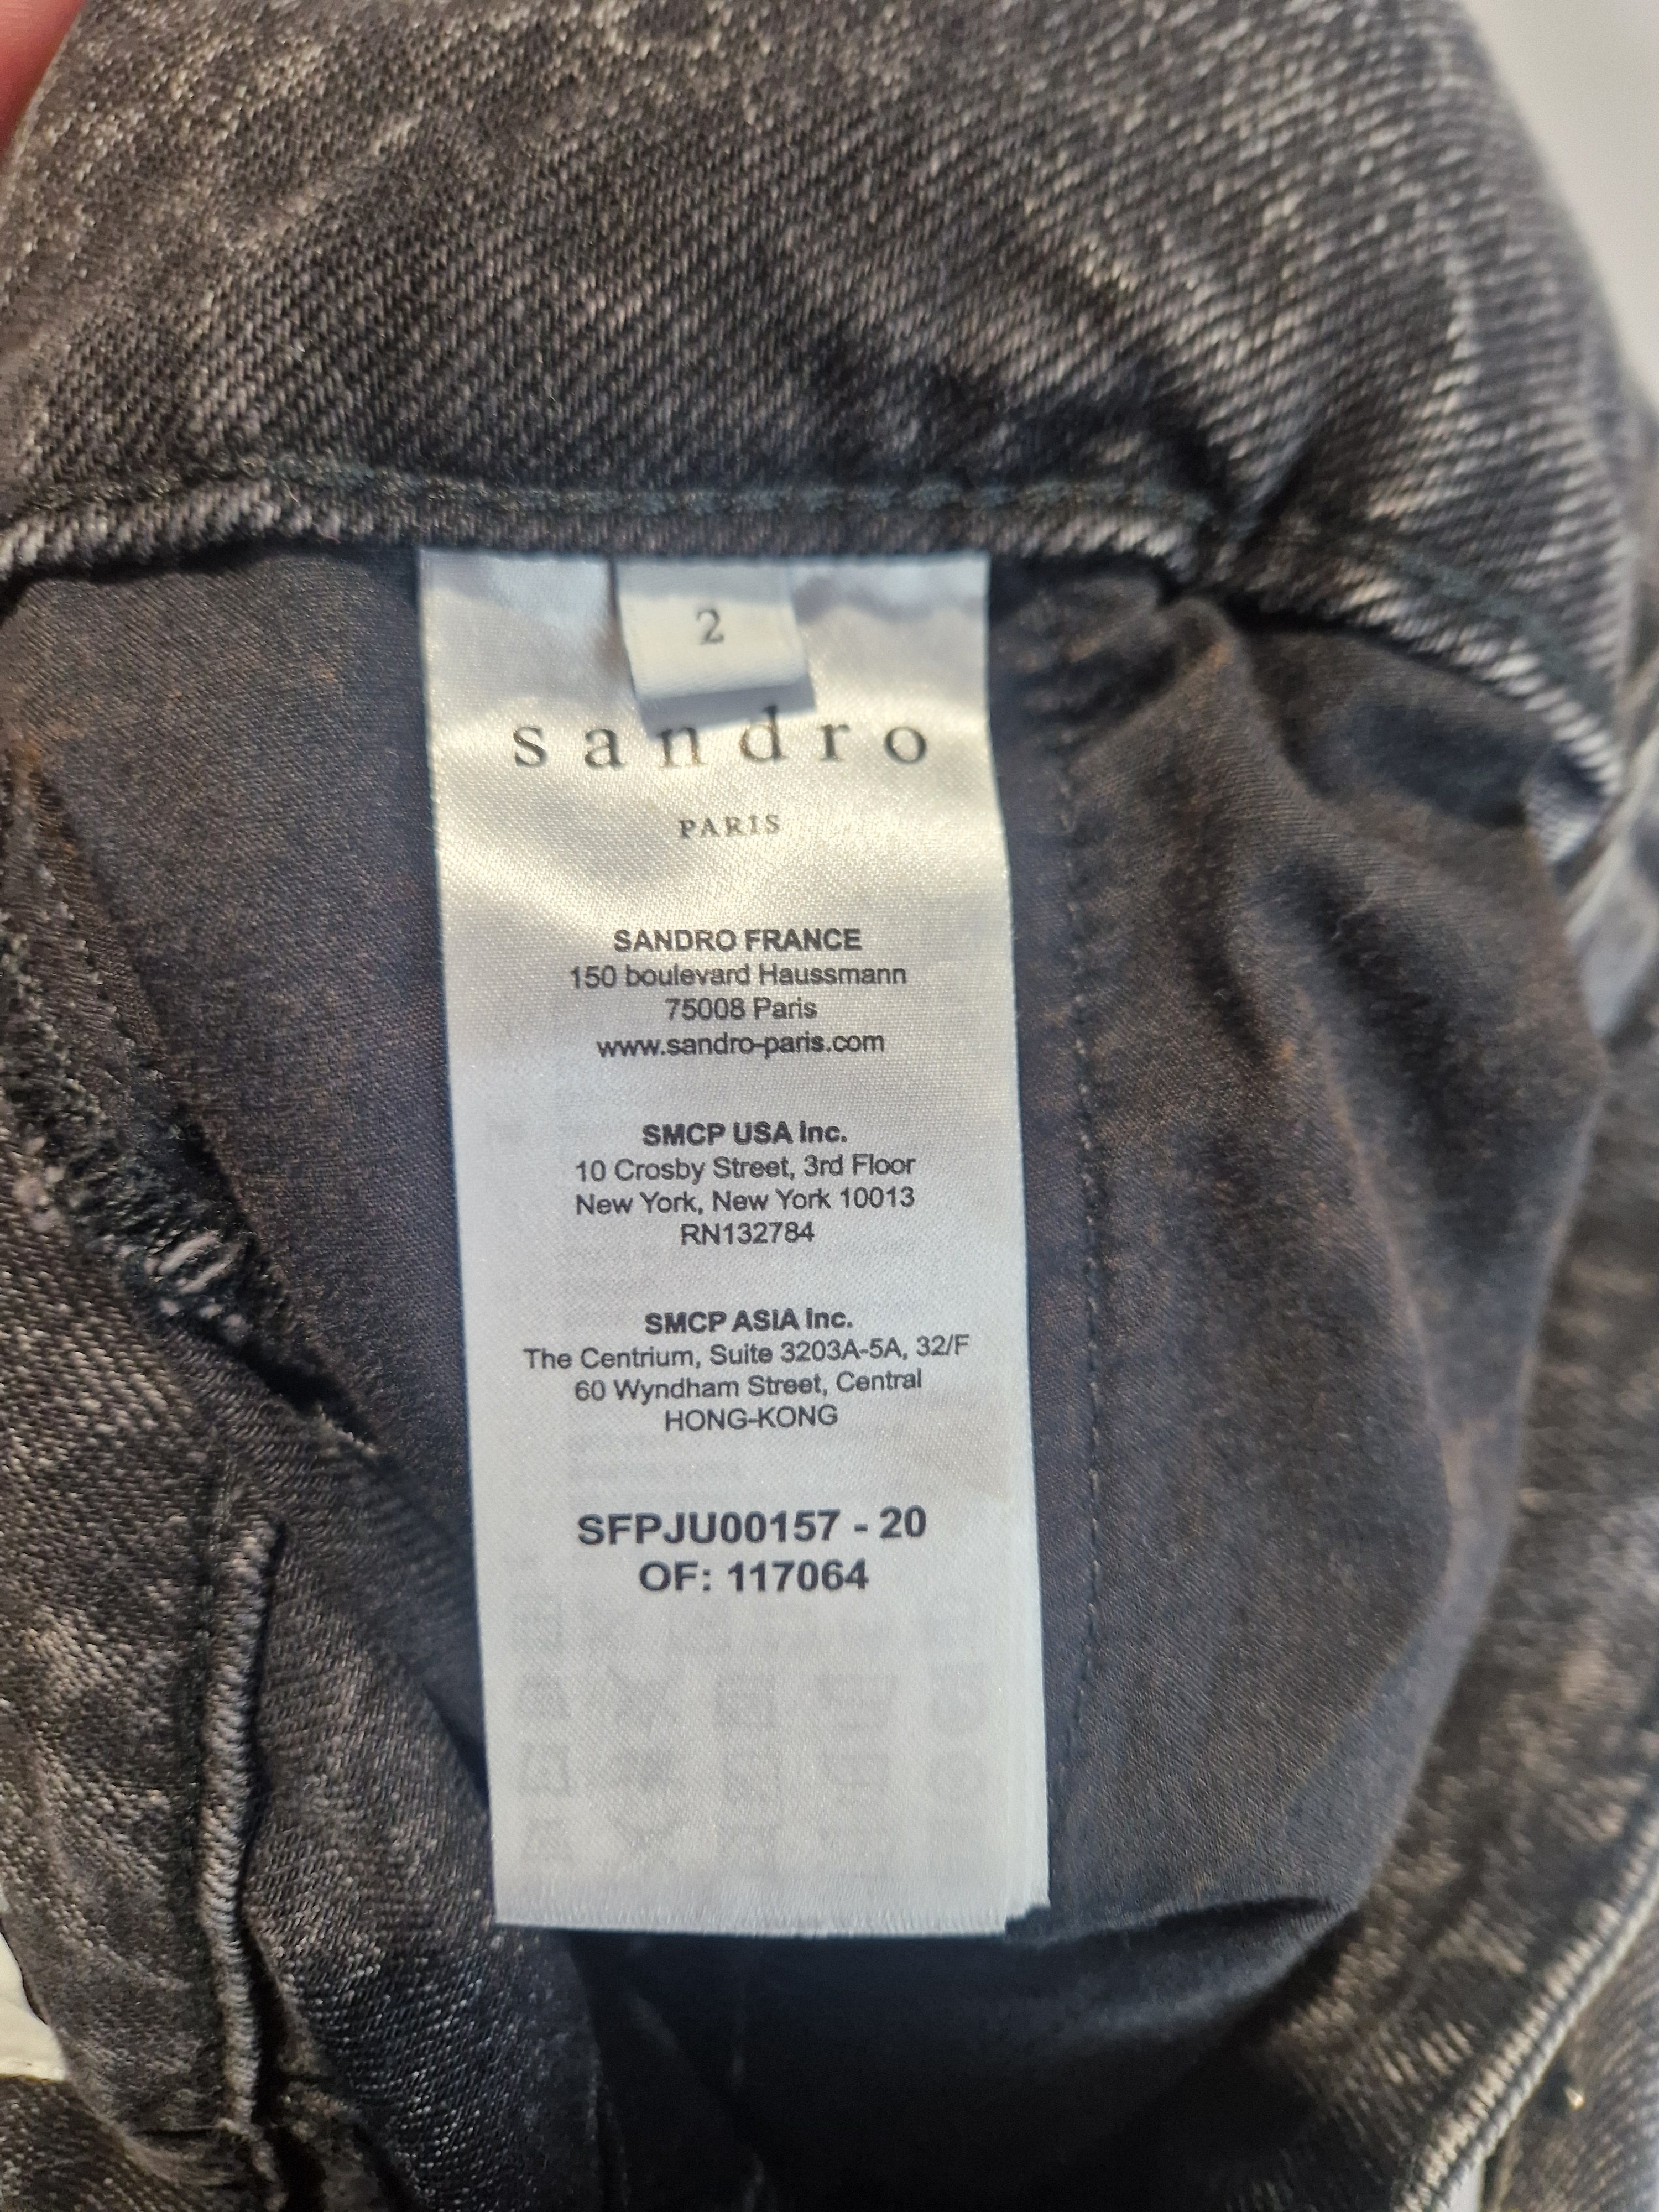 2
sandro
PARIS
SANDRO FRANCE
150 boulevard Haussmann
75008 Paris
www.sandro-paris.com
SMCP USA Inc.
10 Crosby Street, 3rd Floor
New York, New York 10013
RN132784
SMCP ASIA Inc.
The Centrium, Suite 3203A-5A, 32/F
60 Wyndham Street, Central
HONG-KONG
SFPJU00157 - 20
OF: 117064